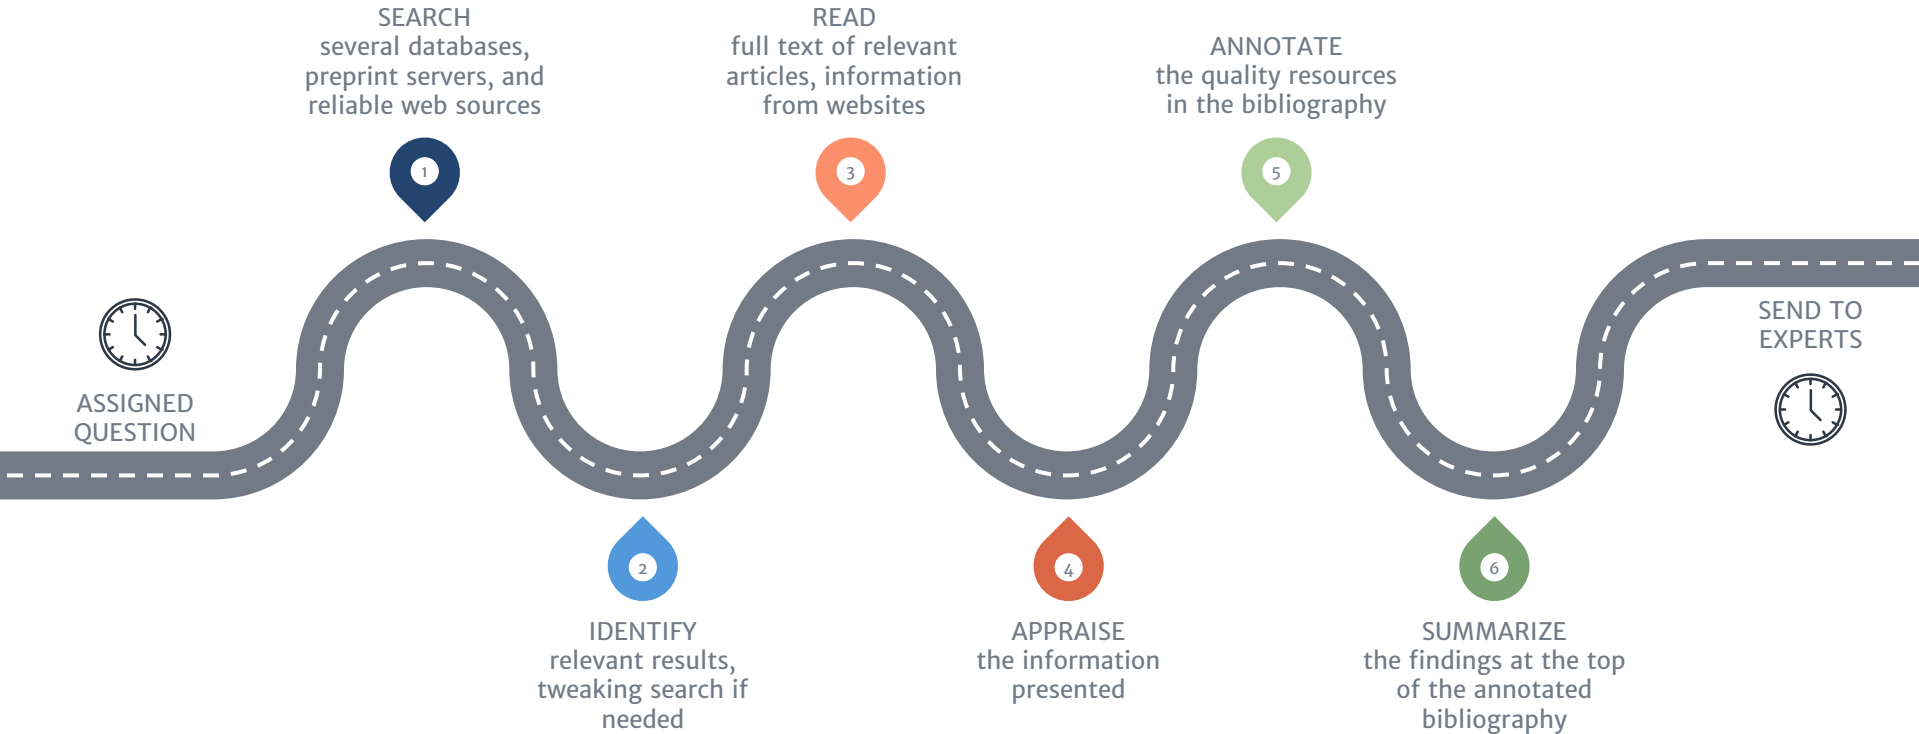 ASSIGNED
QUESTION
SEARCH
several databases,
preprint servers, and
reliable web sources
1
2
IDENTIFY
relevant results,
tweaking search if
needed
READ
full text of relevant
articles, information
from websites
3
4
APPRAISE
the information
presented
ANNOTATE
the quality resources
in the bibliography
5
6
SUMMARIZE
the findings at the top
of the annotated
bibliography
SEND TO
EXPERTS